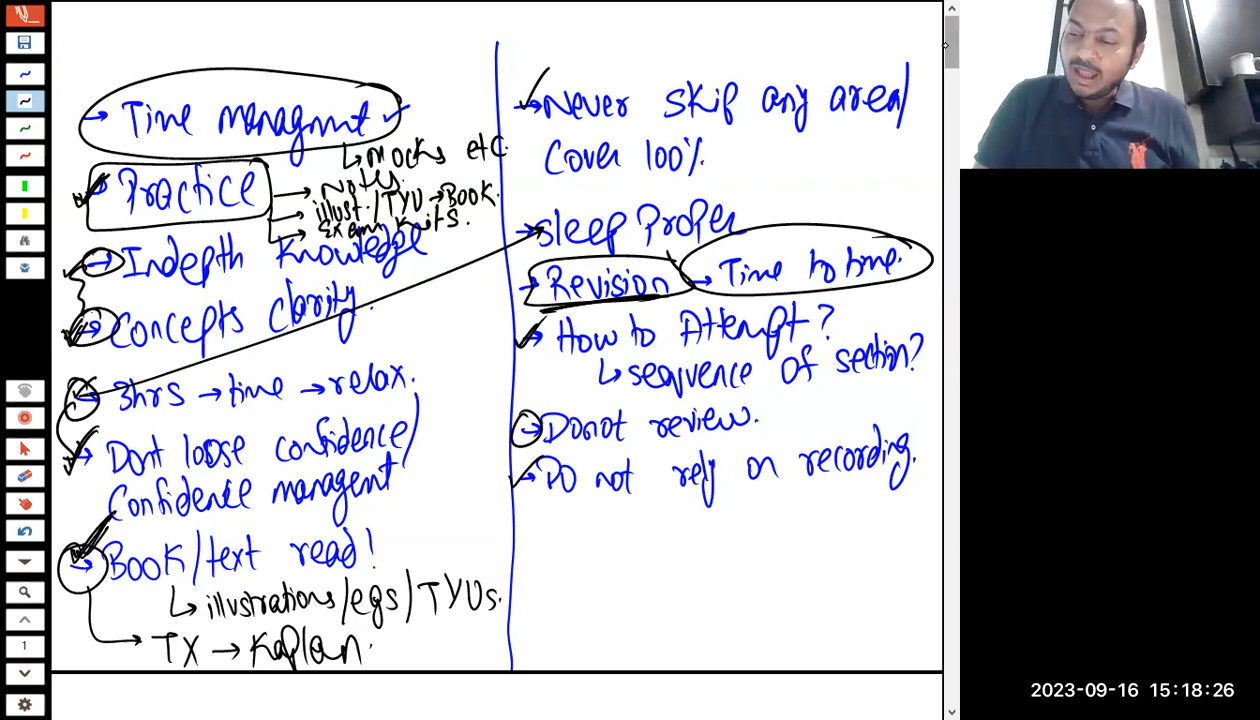 → Time managmnt ✓
↳ mocks etc.
→ Practice
→ Notes.
→ illust./TYU → BOOK.
→ Exam Kits.
→ Indepth Knowledge
→ Concepts clarity.
→ 3hrs → time → relax.
→ Dont loose confidence/
Confidence managent
→ Book/text read!
↳ illustrations/egs/TYUs.
→ TX → Kaplan.
→ Never skip any area/
Cover 100%.
→ Sleep Proper
→ Revision → Time to time.
→ How to Attempt?
↳ sequence of section?
→ Donot review.
→ Do not rely on recording.
1
2023-09-16 15:18:26